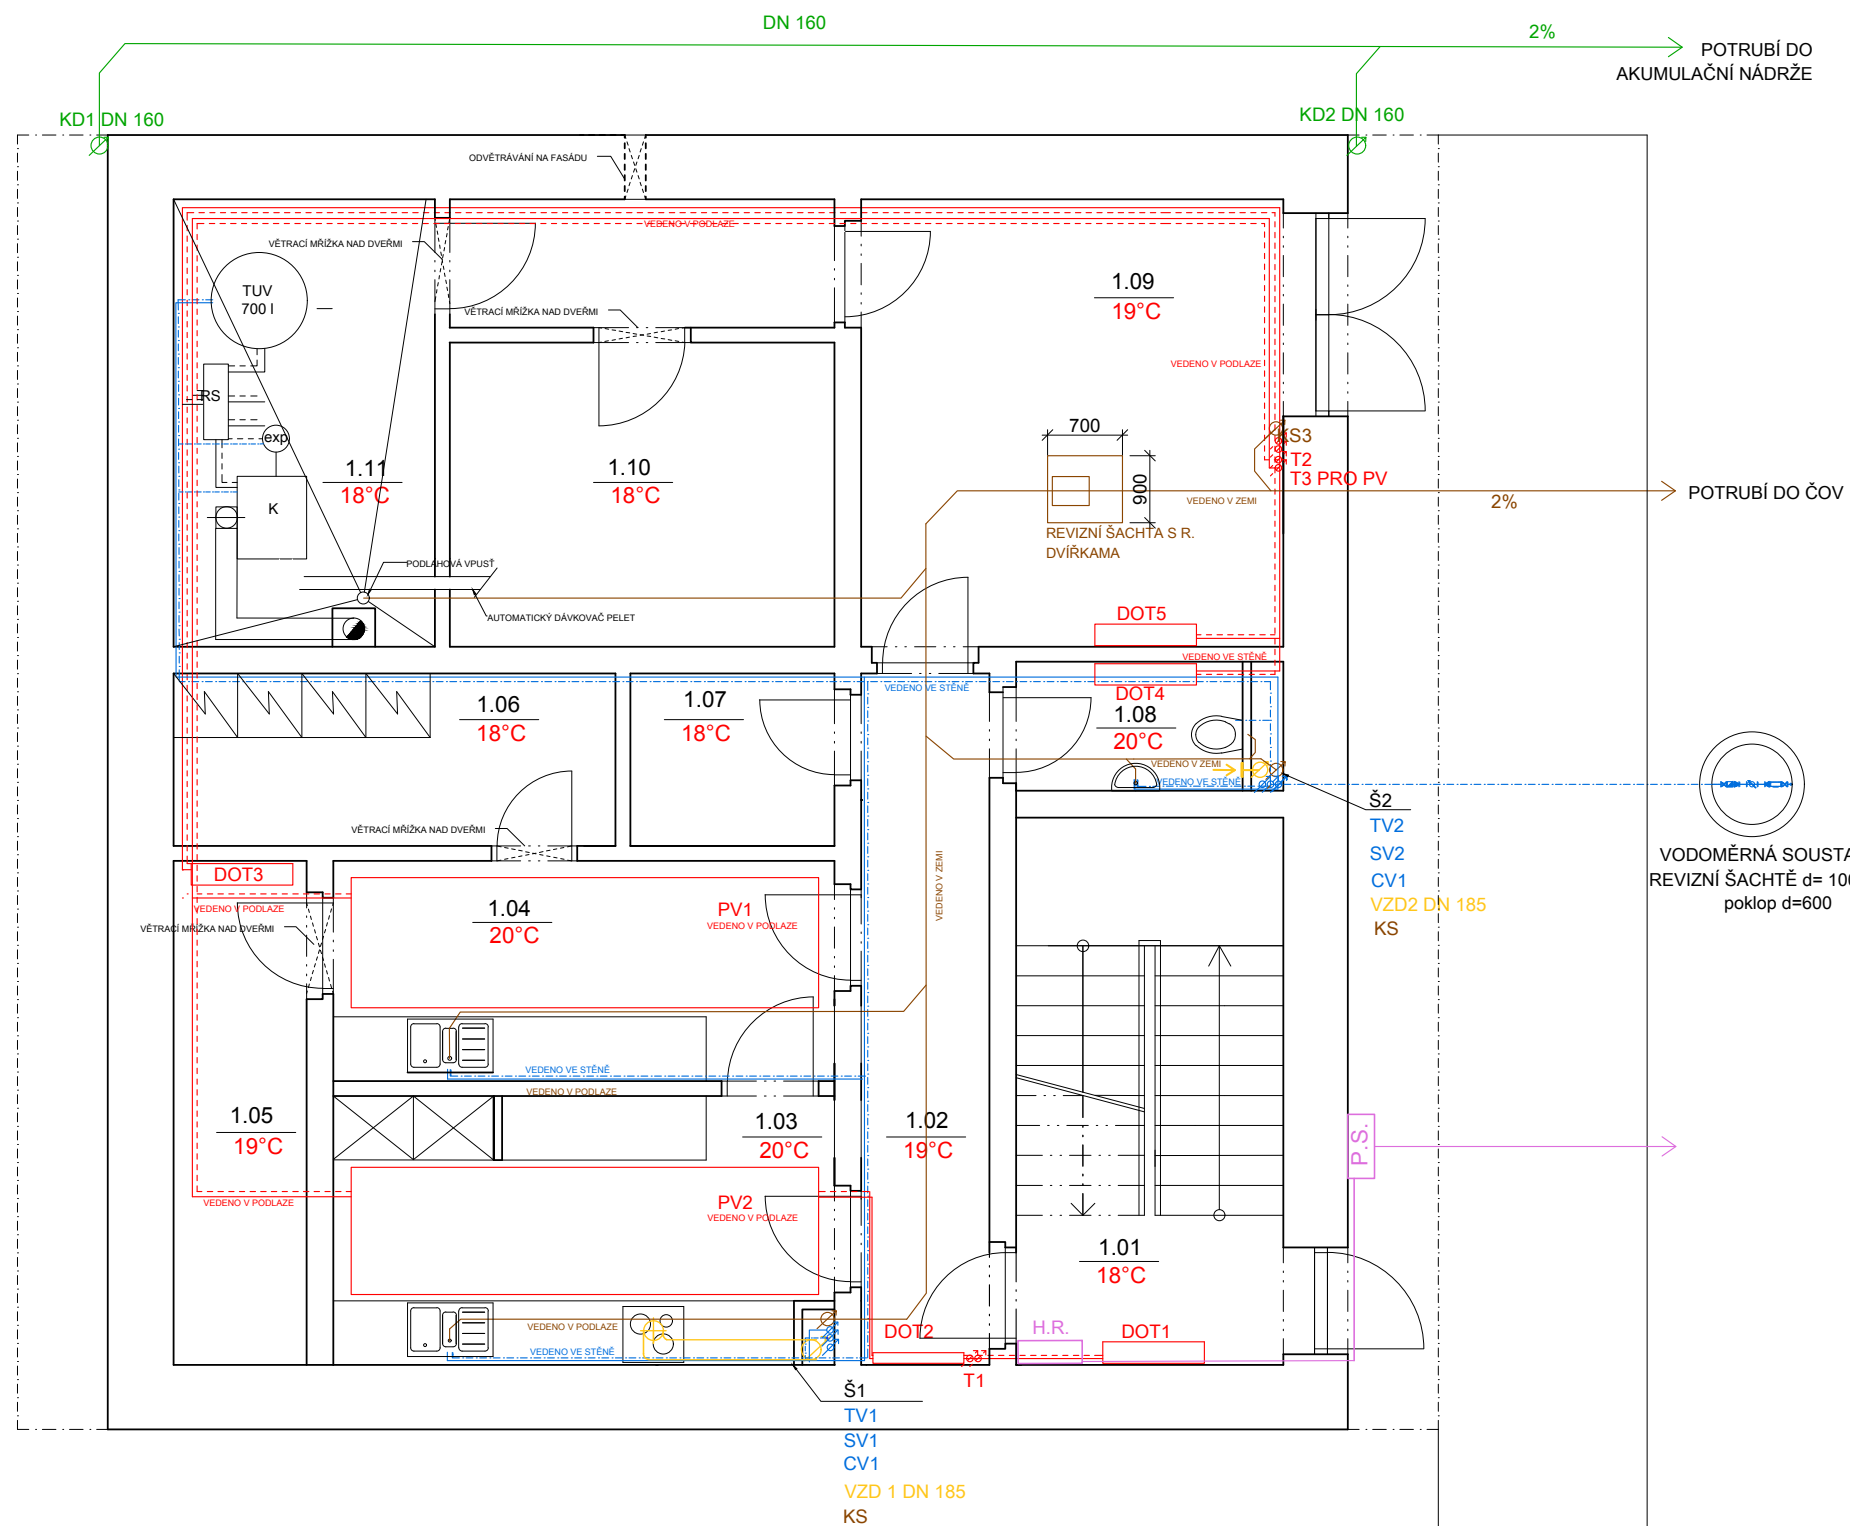 DN 160
2%
POTRUBÍ DO
AKUMULAČNÍ NÁDRŽE
KD1 DN 160
KD2 DN 160
ODVĚTRÁVÁNÍ NA FASÁDU
VEDENO V PODLAZE
VĚTRACÍ MŘÍŽKA NAD DVEŘMI
TUV
700 l
VĚTRACÍ MŘÍŽKA NAD DVEŘMI
1.09
19°C
VEDENO V PODLAZE
RS
exp
700
KS3
T2
T3 PRO PV
1.11
18°C
1.10
18°C
900
VEDENO V ZEMI
2%
POTRUBÍ DO ČOV
K
REVIZNÍ ŠACHTA S R.
DVÍŘKAMA
PODLAHOVÁ VPUSŤ
AUTOMATICKÝ DÁVKOVAČ PELET
DOT5
VEDENO VE STĚNĚ
VEDENO VE STĚNĚ
DOT4
1.06
18°C
1.07
18°C
1.08
20°C
VEDENO V ZEMI
VEDENO VE STĚNĚ
Š2
TV2
SV2
CV1
VZD2 DN 185
KS
VODOMĚRNÁ SOUSTA
REVIZNÍ ŠACHTĚ d= 100
poklop d=600
VĚTRACÍ MŘÍŽKA NAD DVEŘMI
DOT3
VEDENO V PODLAZE
VĚTRACÍ MŘÍŽKA NAD DVEŘMI
1.04
20°C
PV1
VEDENO V PODLAZE
VEDENO V ZEMI
VEDENO VE STĚNĚ
VEDENO V PODLAZE
1.05
19°C
1.03
20°C
1.02
19°C
P.S.
VEDENO V PODLAZE
PV2
VEDENO V PODLAZE
1.01
18°C
VEDENO V PODLAZE
VEDENO VE STĚNĚ
DOT2
H.R.
DOT1
T1
Š1
TV1
SV1
CV1
VZD 1 DN 185
KS